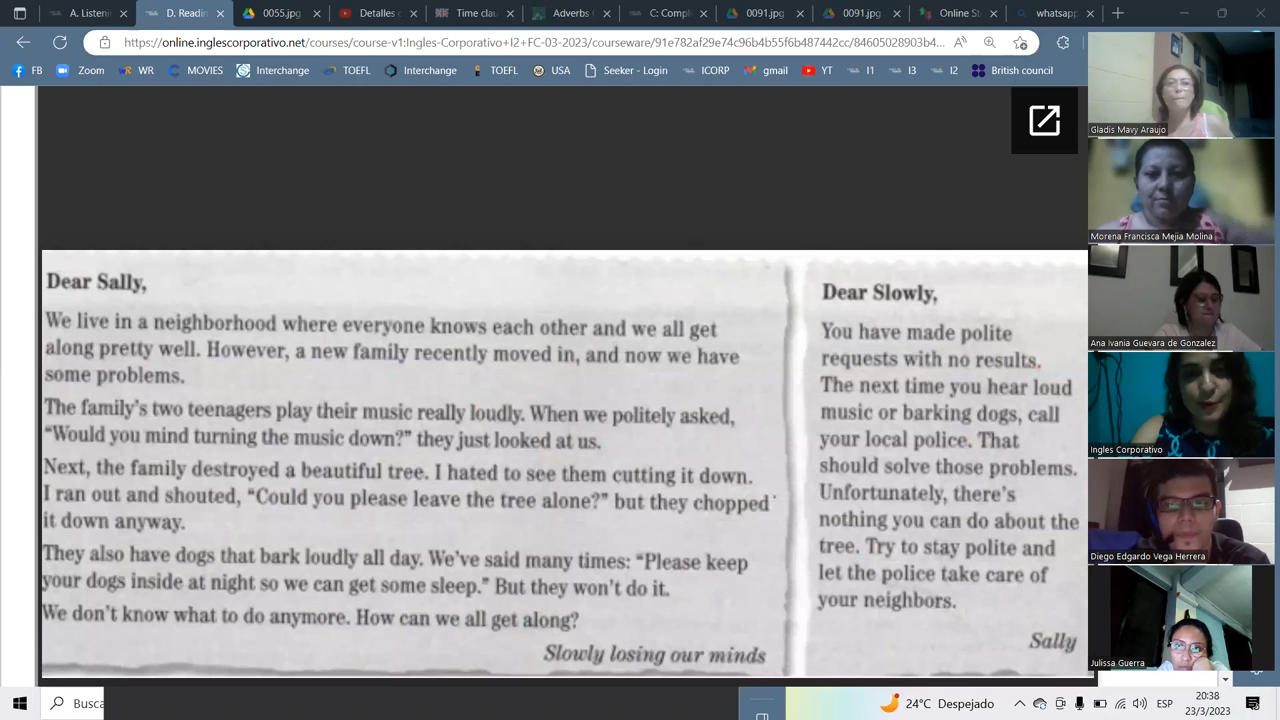 A. Listeni
D. Readin
0055.jpg
Detalles c
Time clau
Adverbs
C: Compl
0091.jpg
0091.jpg
Online St
whatsapp
https://online.inglescorporativo.net/courses/course-v1:Ingles-Corporativo+I2+FC-03-2023/courseware/91e782af29e74c96b4b55f6b487442cc/84605028903b4...
FB
Zoom
WR
MOVIES
Interchange
TOEFL
Interchange
TOEFL
USA
Seeker - Login
ICORP
gmail
YT
I1
I3
I2
British council
Dear Sally,
We live in a neighborhood where everyone knows each other and we all get
along pretty well. However, a new family recently moved in, and now we have
some problems.
The family's two teenagers play their music really loudly. When we politely asked,
“Would you mind turning the music down?” they just looked at us.
Next, the family destroyed a beautiful tree. I hated to see them cutting it down.
I ran out and shouted, “Could you please leave the tree alone?” but they chopped
it down anyway.
They also have dogs that bark loudly all day. We've said many times: “Please keep
your dogs inside at night so we can get some sleep.” But they won't do it.
We don't know what to do anymore. How can we all get along?
Slowly losing our minds
Dear Slowly,
You have made polite
requests with no results.
The next time you hear loud
music or barking dogs, call
your local police. That
should solve those problems.
Unfortunately, there's
nothing you can do about the
tree. Try to stay polite and
let the police take care of
your neighbors.
Sally
Gladis Mavy Araujo
Morena Francisca Mejia Molina
Ana Ivania Guevara de Gonzalez
Ingles Corporativo
Diego Edgardo Vega Herrera
Julissa Guerra
Busca
24°C Despejado
ESP
20:38
23/3/2023